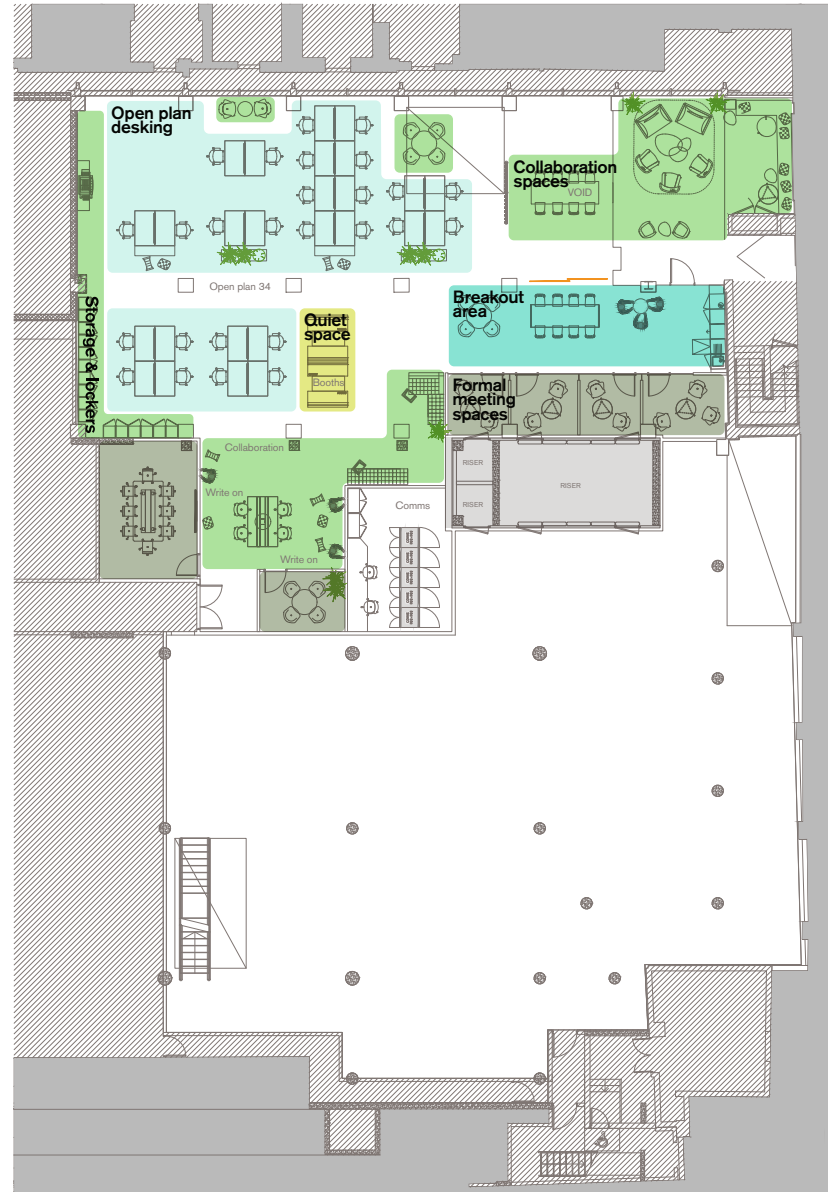 Open plan
desking
Collaboration
spaces
VOID
Open plan 34
Storage & lockers
Quiet
space
Booths
Breakout
area
Formal
meeting
spaces
Collaboration
Write on
Write on
Comms
RISER
RISER
RISER